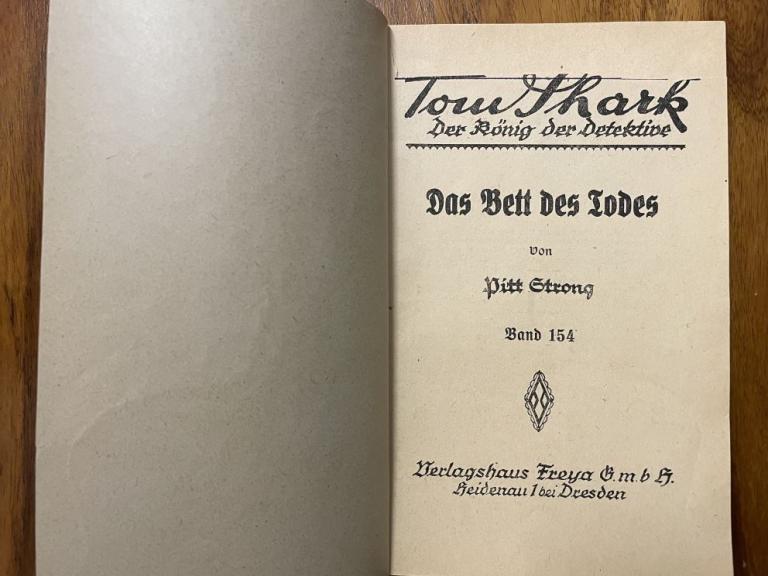 Tom Shark
Der König der Detektive
Das Bett des Todes
von
Pitt Strong
Band 154
Verlagshaus Freya G.m.b H.
Heidenau 1 bei Dresden